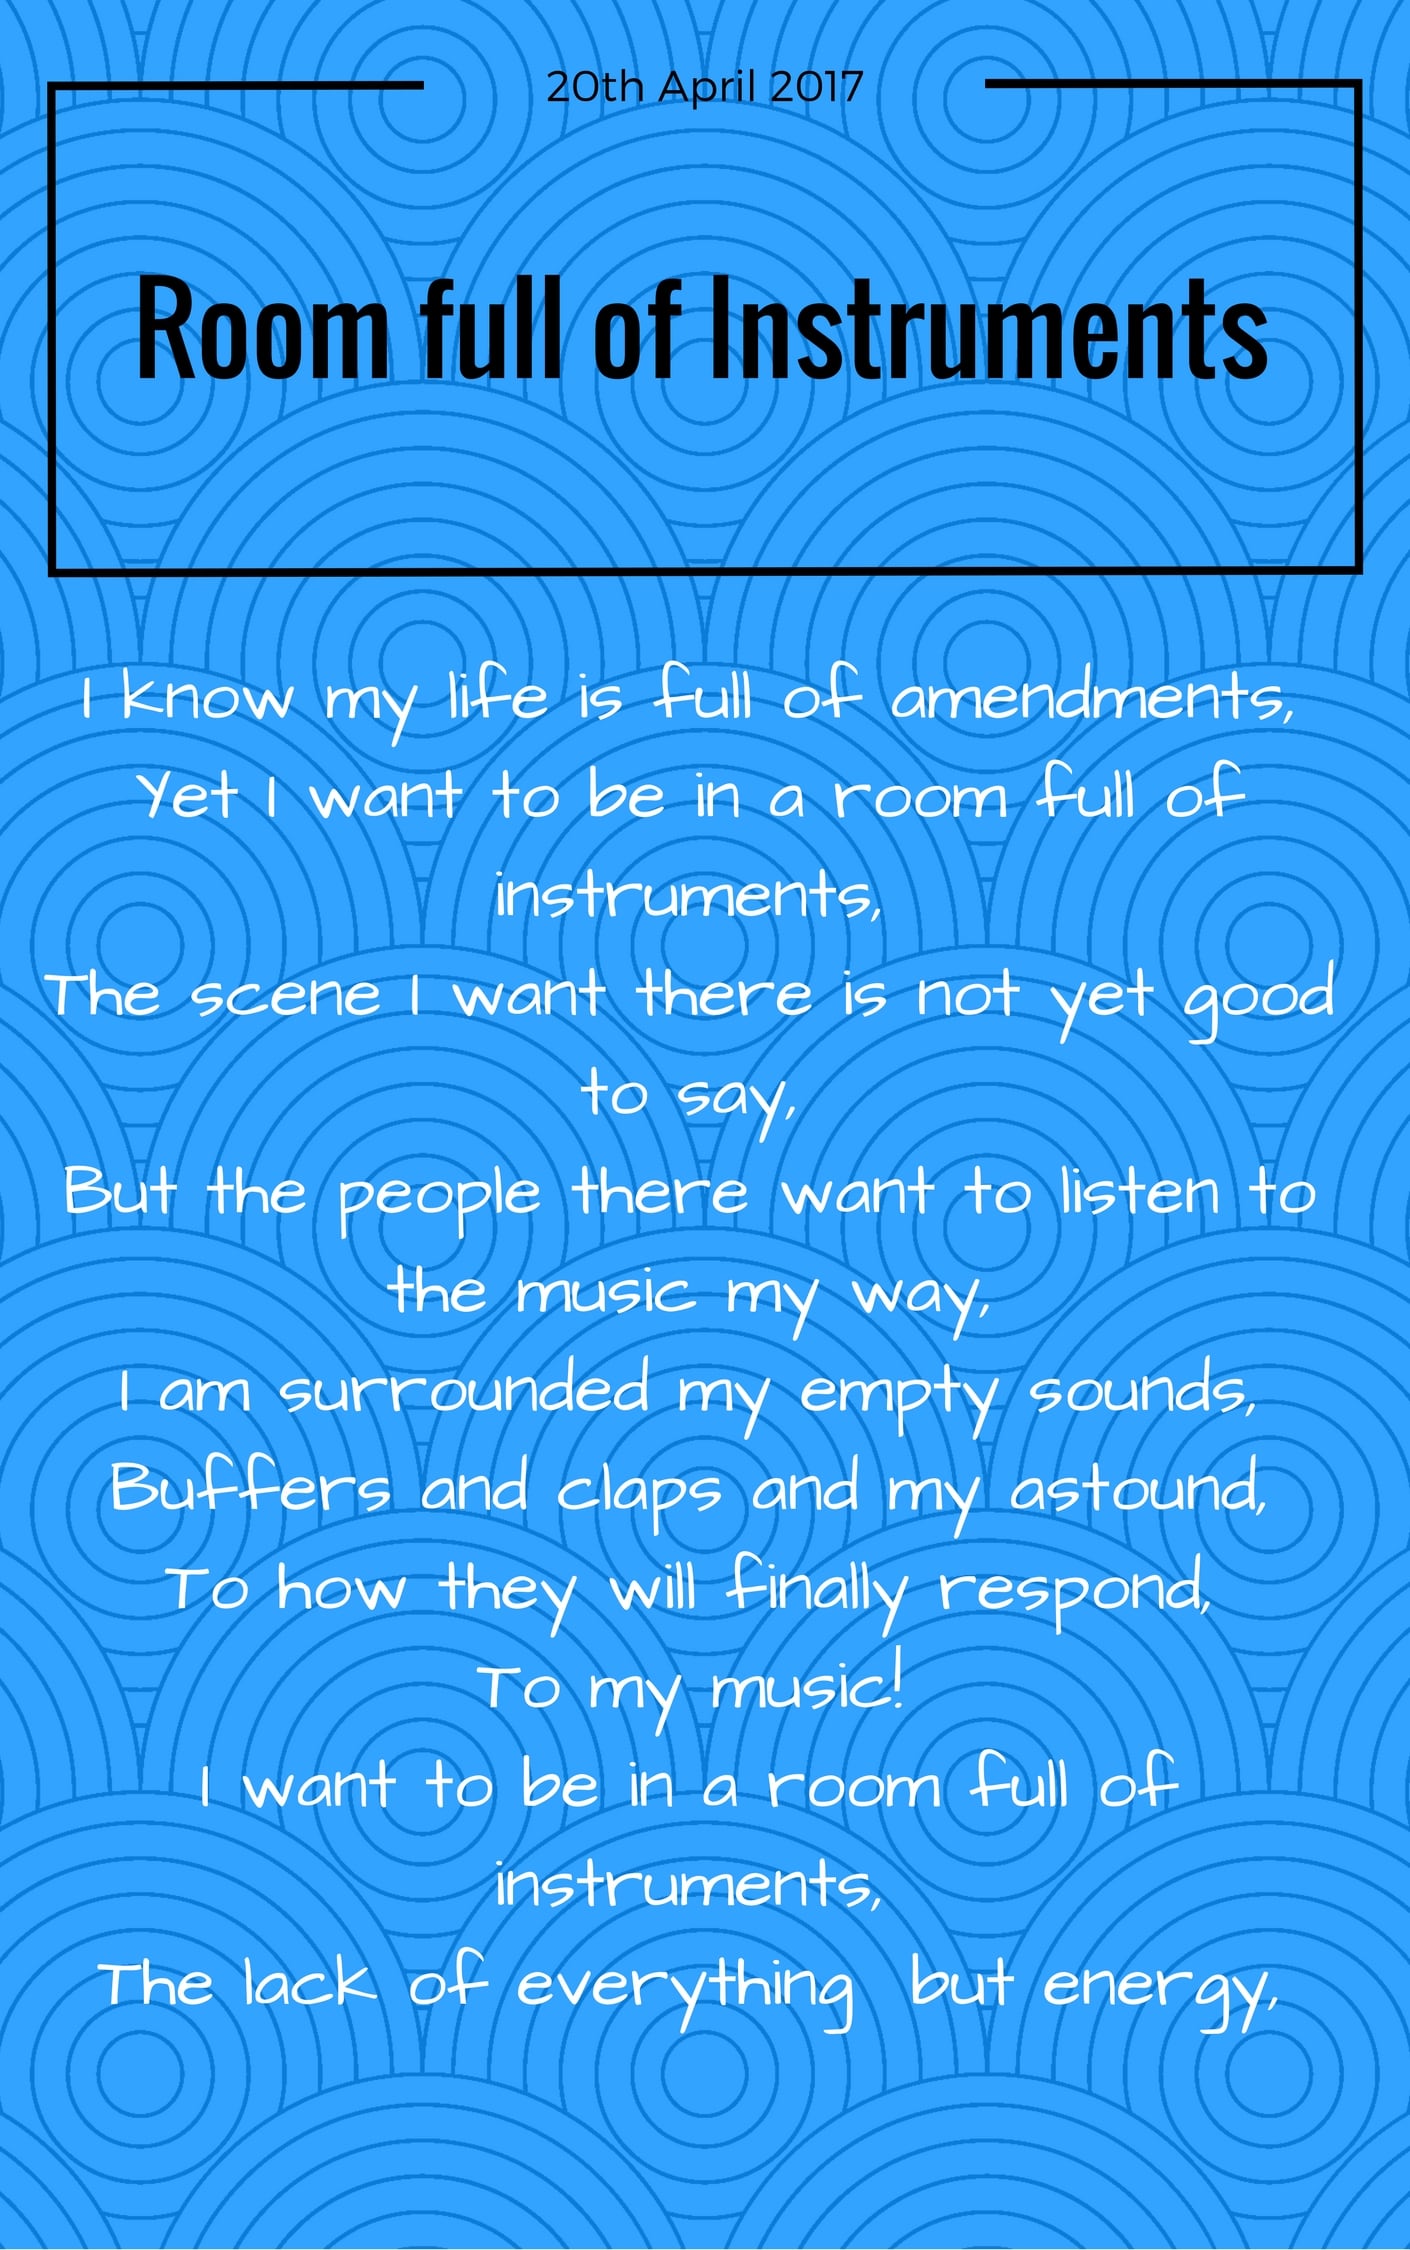 20th April 2017
Room full of Instruments
I know my life is full of amendments,
Yet I want to be in a room full of
instruments,
The scene I want there is not yet good
to say,
But the people there want to listen to
the music my way,
I am surrounded my empty sounds,
Buffers and claps and my astound,
To how they will finally respond,
To my music!
I want to be in a room full of
instruments,
The lack of everything but energy,